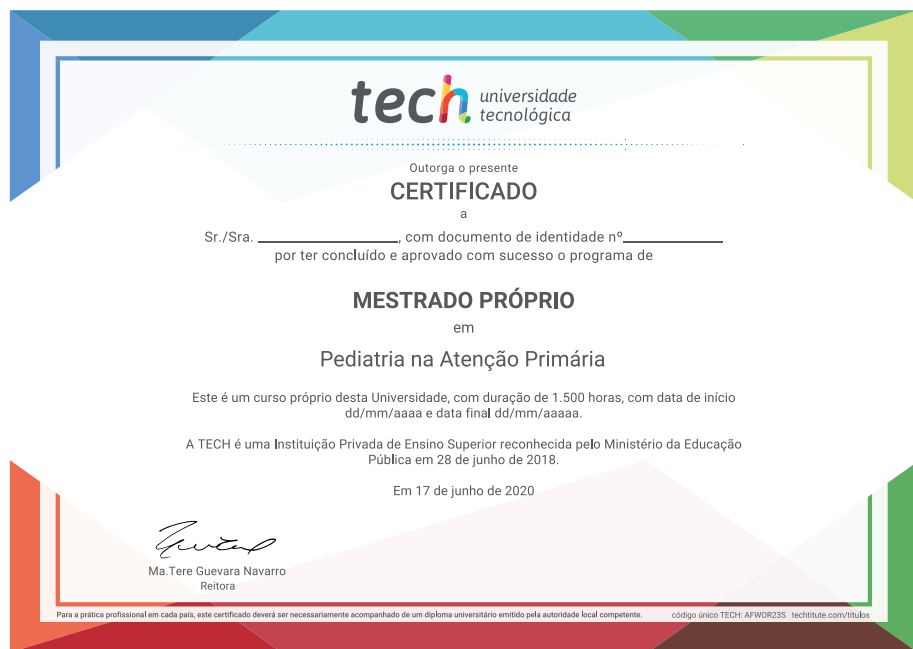 tech universidade
tecnológica
Outorga o presente
CERTIFICADO
a
Sr./Sra. ____________________, com documento de identidade nº______________
por ter concluído e aprovado com sucesso o programa de
MESTRADO PRÓPRIO
em
Pediatria na Atenção Primária
Este é um curso próprio desta Universidade, com duração de 1.500 horas, com data de início
dd/mm/aaaa e data final dd/mm/aaaaa.
A TECH é uma Instituição Privada de Ensino Superior reconhecida pelo Ministério da Educação
Pública em 28 de junho de 2018.
Em 17 de junho de 2020
Ma.Tere Guevara Navarro
Reitora
Para a prática profissional em cada país, este certificado deverá ser necessariamente acompanhado de um diploma universitário emitido pela autoridade local competente. código único TECH: AFWOR23S techtitute.com/titulos